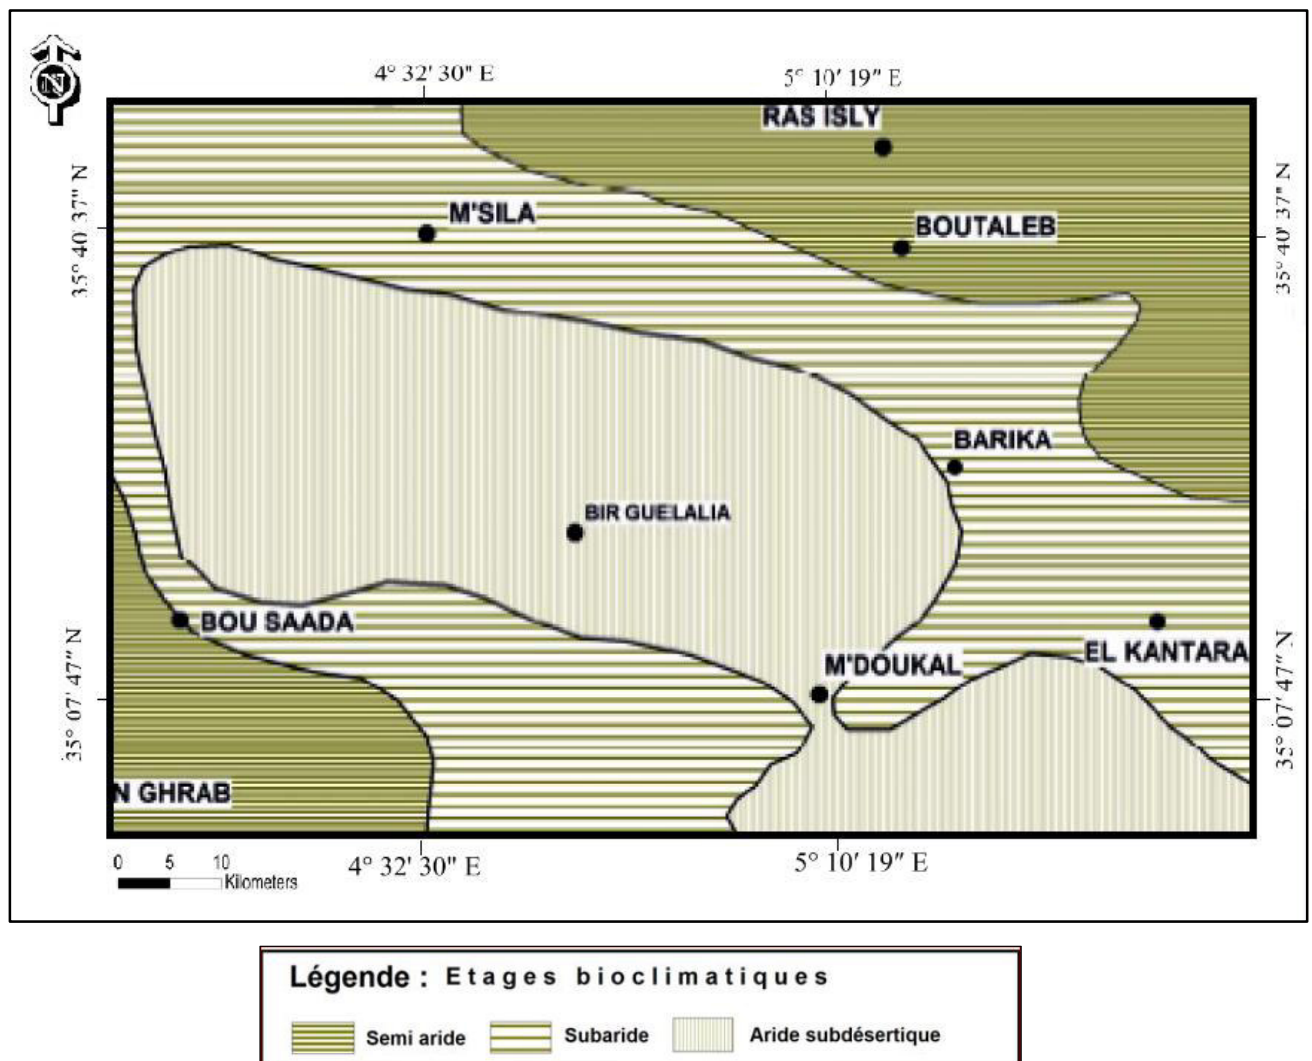 N
4° 32' 30" E
5° 10' 19" E
RAS ISLY
35° 40' 37" N
M'SILA
BOUTALEB
35° 40' 37" N
BARIKA
BIR GUELALIA
BOU SAADA
EL KANTARA
M'DOUKAL
35° 07' 47" N
35° 07' 47" N
N GHRAB
0 5 10
Kilometers
4° 32' 30" E
5° 10' 19" E
Légende : Etages bioclimatiques
Semi aride Subaride Aride subdésertique